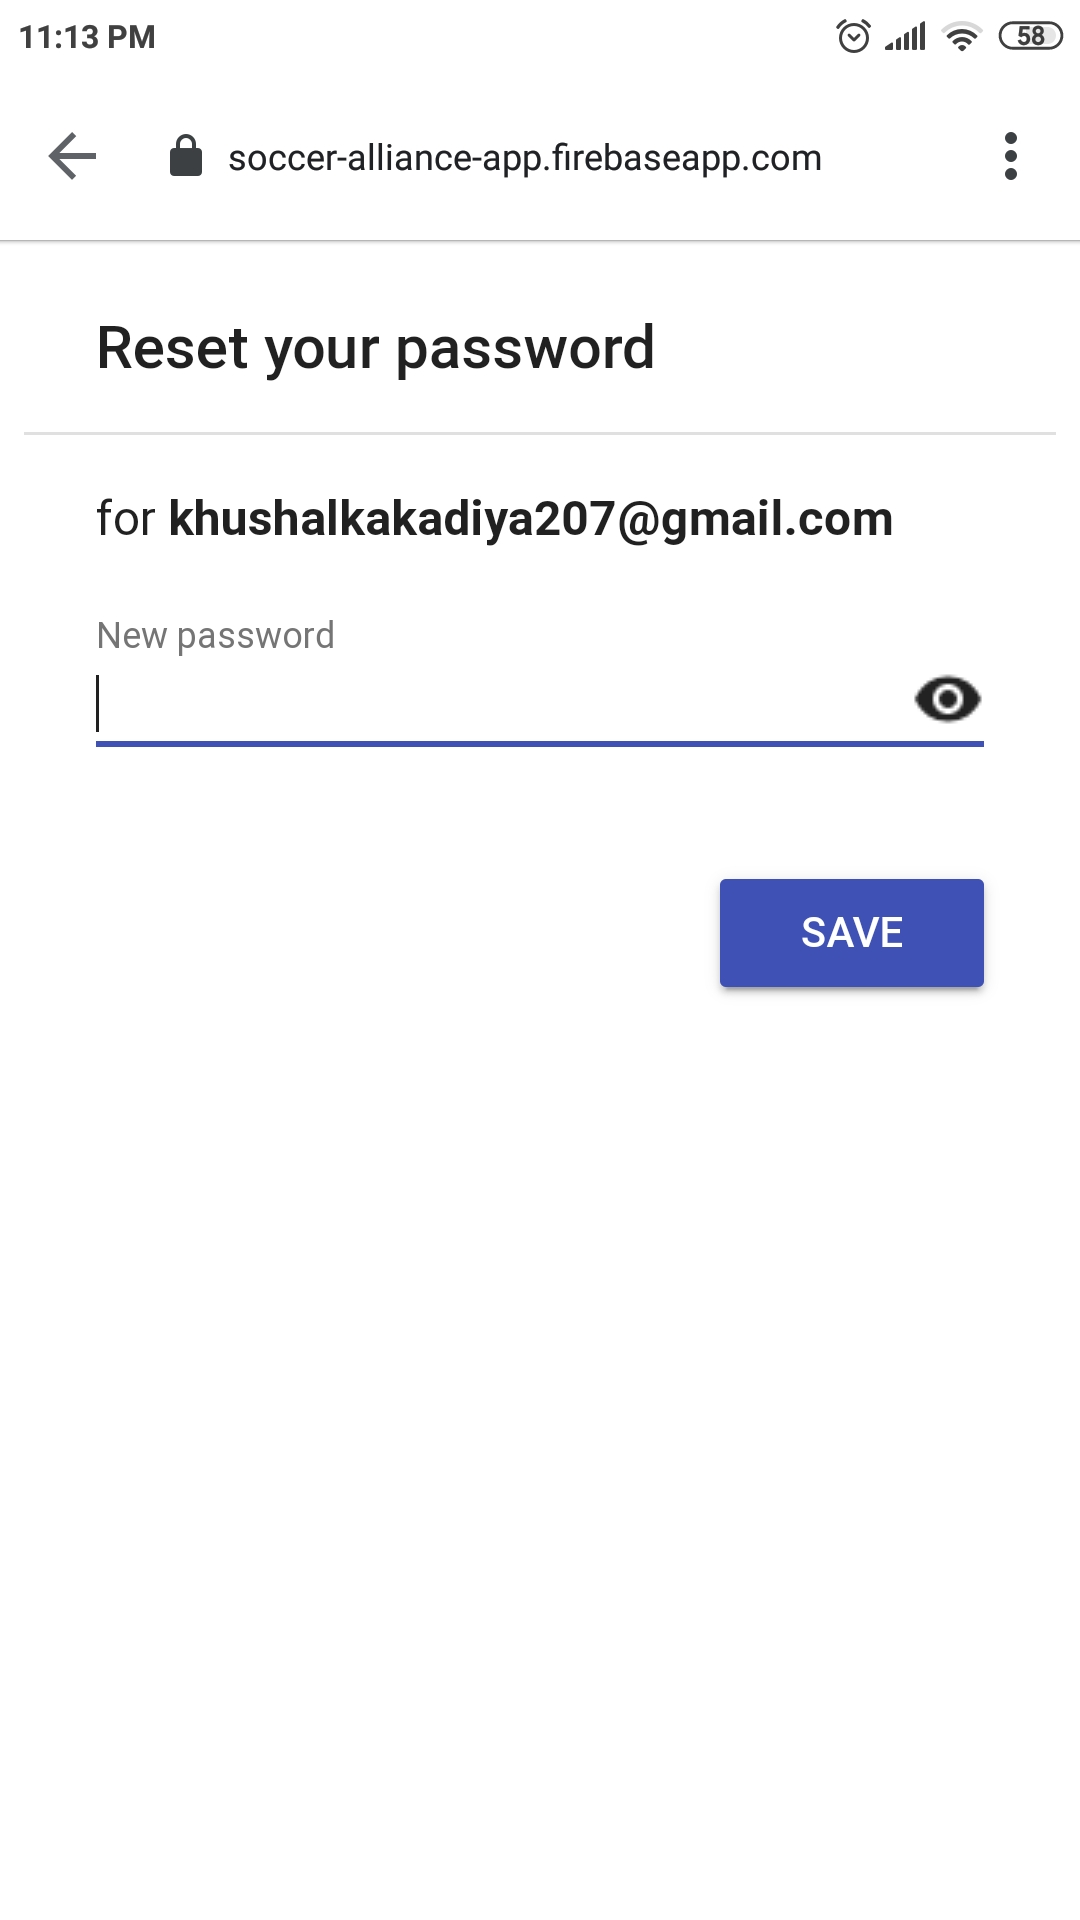 11:13 PM 58
soccer-alliance-app.firebaseapp.com
Reset your password
for khushalkakadiya207@gmail.com
New password
SAVE